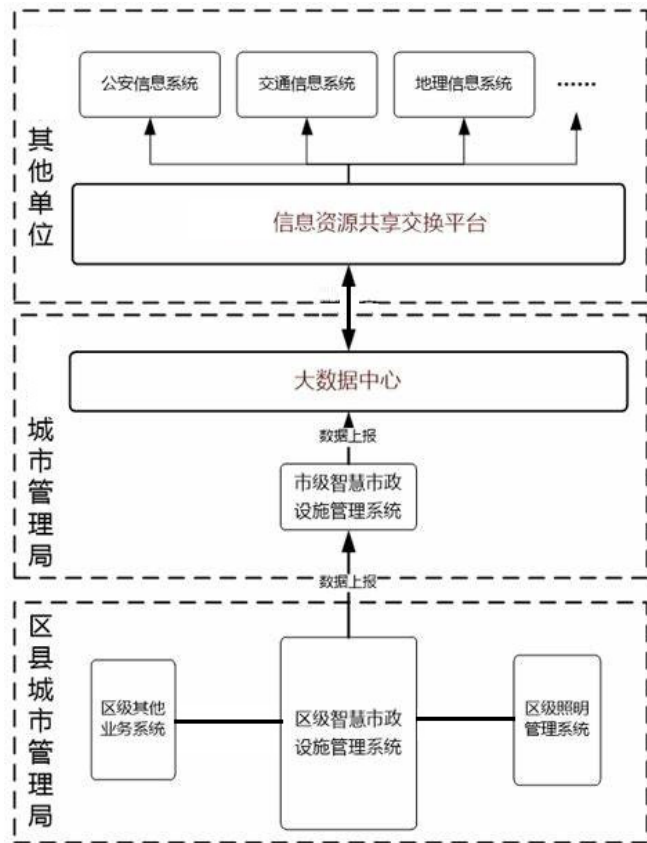 公安信息系统
交通信息系统
地理信息系统
......
其他单位
信息资源共享交换平台
大数据中心
数据上报
城市管理局
市级智慧市政
设施管理系统
数据上报
区县城市管理局
区级其他
业务系统
区级智慧市政
设施管理系统
区级照明
管理系统